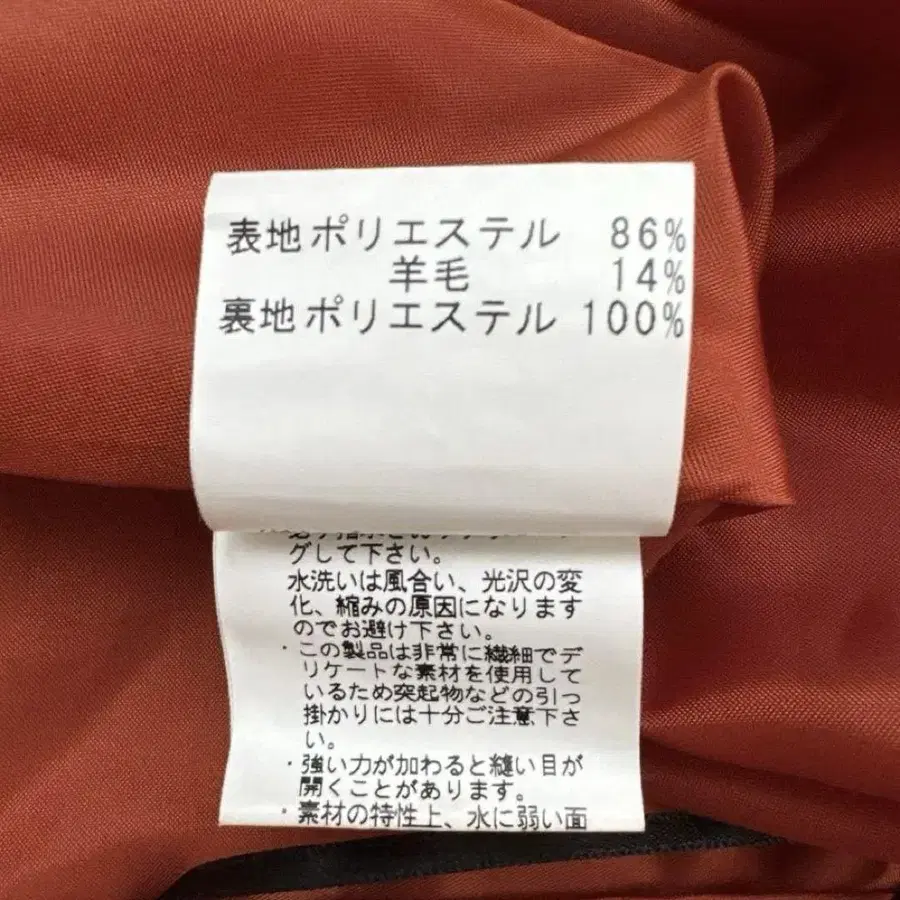 表地ポリエステル 86%
羊毛 14%
裏地ポリエステル 100%
グして下さい。
水洗いは風合い、光沢の変
化、縮みの原因になります
のでお避け下さい。
・この製品は非常に繊細でデ
リケートな素材を使用して
いるため突起物などの引っ
掛かりには十分ご注意下さ
い。
・強い力が加わると縫い目が
開くことがあります。
・素材の特性上、水に弱い面